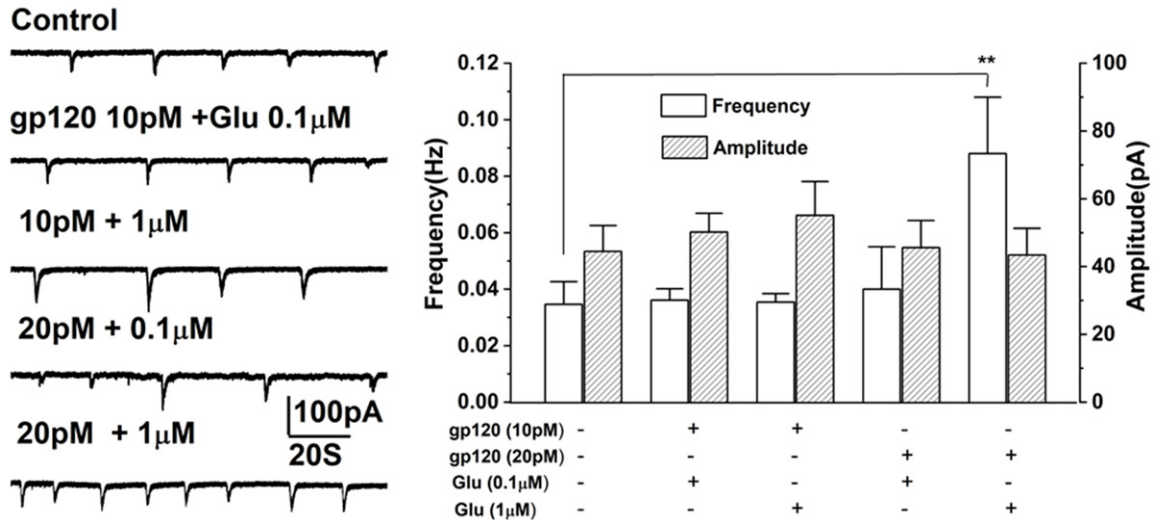 Control
gp120 10pM +Glu 0.1μM
10pM + 1μM
20pM + 0.1μM
100pA
20S
20pM + 1μM
Frequency(Hz)
0.12
0.10
0.08
0.06
0.04
0.02
0.00
**
Frequency
Amplitude
100
80
60
40
20
0
Amplitude(pA)
gp120 (10pM) - + + - -
gp120 (20pM) - - - + +
Glu (0.1μM) - + - + -
Glu (1μM) - - + - +